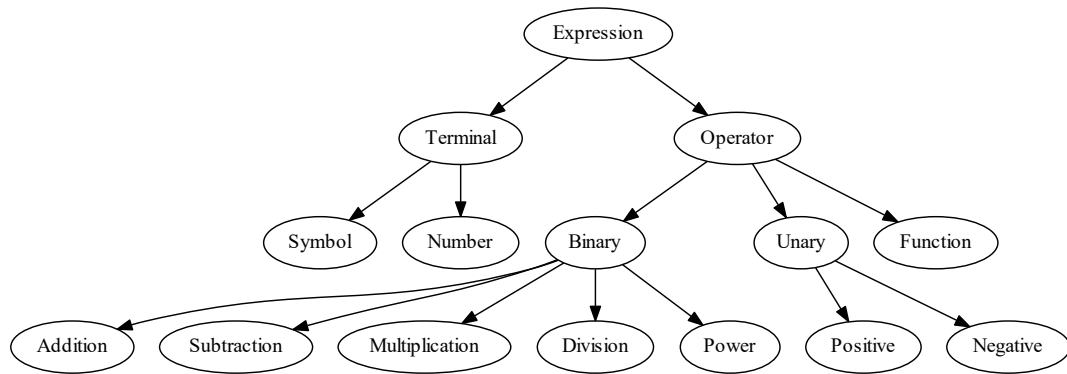 Expression
Terminal
Operator
Symbol
Number
Binary
Unary
Function
Addition
Subtraction
Multiplication
Division
Power
Positive
Negative